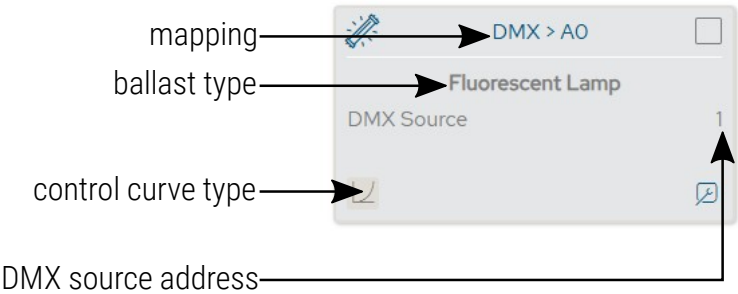 mapping
DMX > A0
ballast type
Fluorescent Lamp
DMX Source 1
control curve type
DMX source address